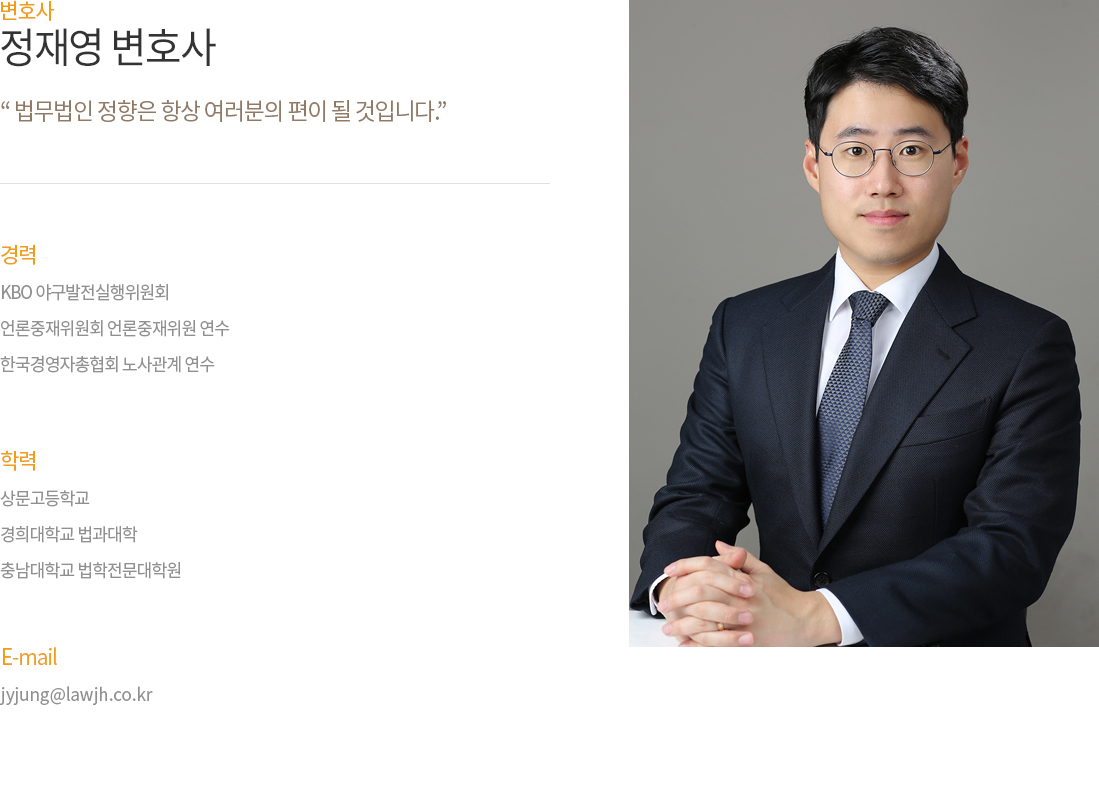 변호사
정재영 변호사
“ 법무법인 정향은 항상 여러분의 편이 될 것입니다.”
경력
KBO 야구발전실행위원회
언론중재위원회 언론중재위원 연수
한국경영자총협회 노사관계 연수
학력
상문고등학교
경희대학교 법과대학
충남대학교 법학전문대학원
E-mail
jyjung@lawjh.co.kr